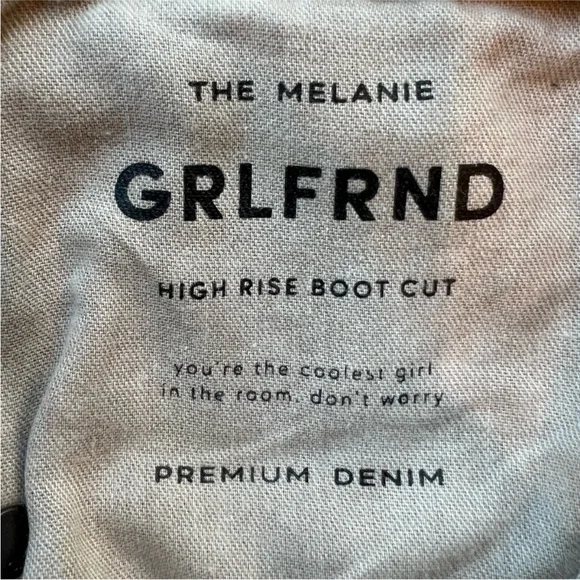 THE MELANIE
GRLFRND
HIGH RISE BOOT CUT
you're the coolest girl
in the room. don't worry
PREMIUM DENIM